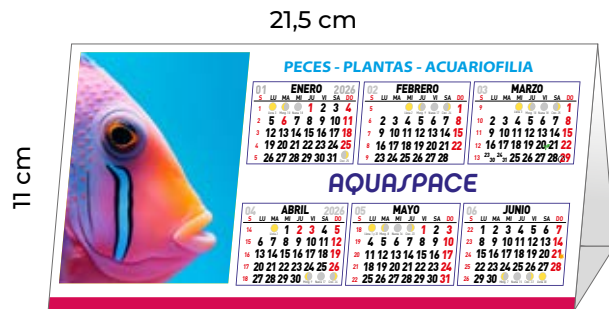 21,5 cm
11 cm
PECES - PLANTAS - ACUARIOFILIA
01 ENERO 2026
S LU MA MI JU VI SA DO
1 1 2 3 4
2 5 6 7 8 9 10 11
3 12 13 14 15 16 17 18
4 19 20 21 22 23 24 25
5 26 27 28 29 30 31
02 FEBRERO
S LU MA MI JU VI SA DO
5 1
6 2 3 4 5 6 7 8
7 9 10 11 12 13 14 15
8 16 17 18 19 20 21 22
9 23 24 25 26 27 28
03 MARZO
S LU MA MI JU VI SA DO
9 1
10 2 3 4 5 6 7 8
11 9 10 11 12 13 14 15
12 16 17 18 19 20 21 22
13 23 30 24 31 25 26 27 28 29
AQUASPACE
04 ABRIL 2026
S LU MA MI JU VI SA DO
14 1 2 3 4 5
15 6 7 8 9 10 11 12
16 13 14 15 16 17 18 19
17 20 21 22 23 24 25 26
18 27 28 29 30
05 MAYO
S LU MA MI JU VI SA DO
18 1 2 3
19 4 5 6 7 8 9 10
20 11 12 13 14 15 16 17
21 18 19 20 21 22 23 24
22 25 26 27 28 29 30 31
06 JUNIO
S LU MA MI JU VI SA DO
23 1 2 3 4 5 6 7
24 8 9 10 11 12 13 14
25 15 16 17 18 19 20 21
26 22 23 24 25 26 27 28
29 30